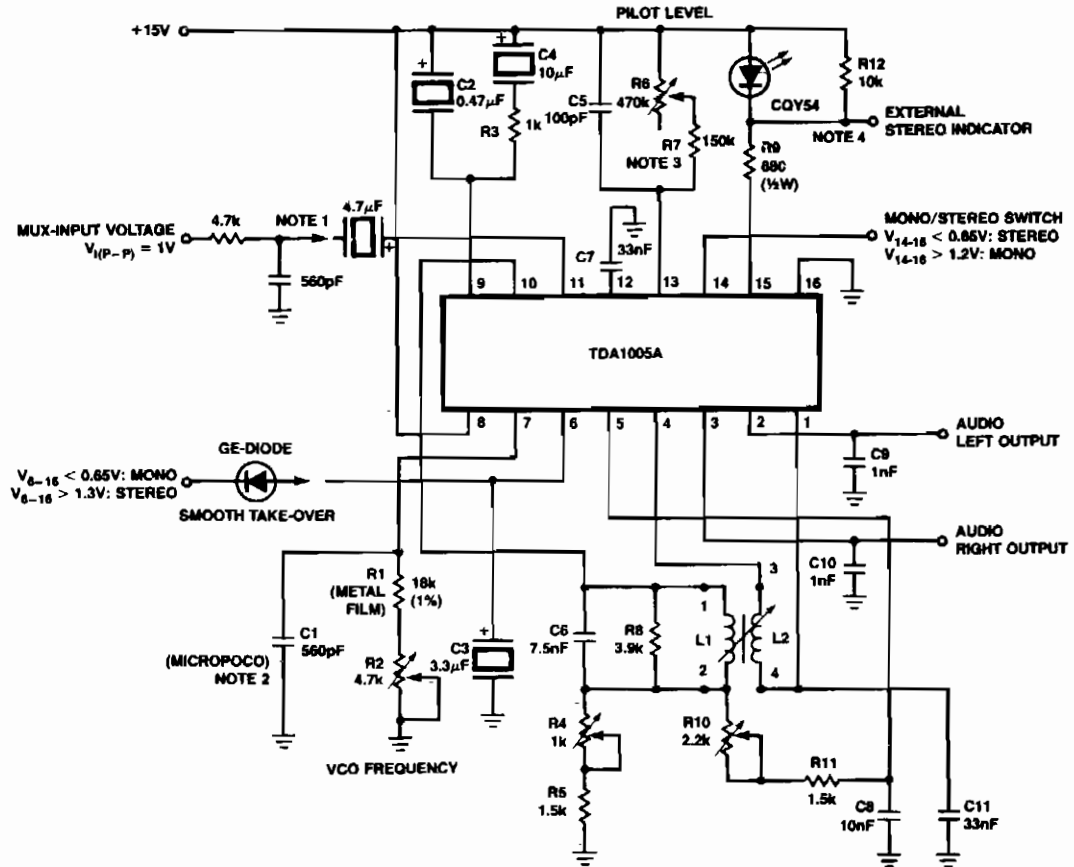 PILOT LEVEL
+15V
+
C2
0.47μF
+
C4
10μF
R3
1k
C5
100pF
R6
470k
R7
150k
NOTE 3
CQY54
R12
10k
EXTERNAL
STEREO INDICATOR
NOTE 4
R9
680
(½W)
MUX-INPUT VOLTAGE
VI(P–P) = 1V
4.7k
NOTE 1
4.7μF
+
560pF
C7
33nF
MONO/STEREO SWITCH
V14–16 < 0.65V: STEREO
V14–16 > 1.2V: MONO
9
10
11
12
13
14
15
16
TDA1005A
8
7
6
5
4
3
2
1
AUDIO
LEFT OUTPUT
C9
1nF
GE-DIODE
V6–16 < 0.65V: MONO
V6–16 > 1.3V: STEREO
SMOOTH TAKE-OVER
AUDIO
RIGHT OUTPUT
C10
1nF
R1
(METAL
FILM)
18k
(1%)
C1
560pF
(MICROPOCO)
NOTE 2
R2
4.7k
+
C3
3.3μF
VCO FREQUENCY
C6
7.5nF
R8
3.9k
1
L1
2
3
L2
4
R4
1k
R5
1.5k
R10
2.2k
R11
1.5k
C8
10nF
C11
33nF